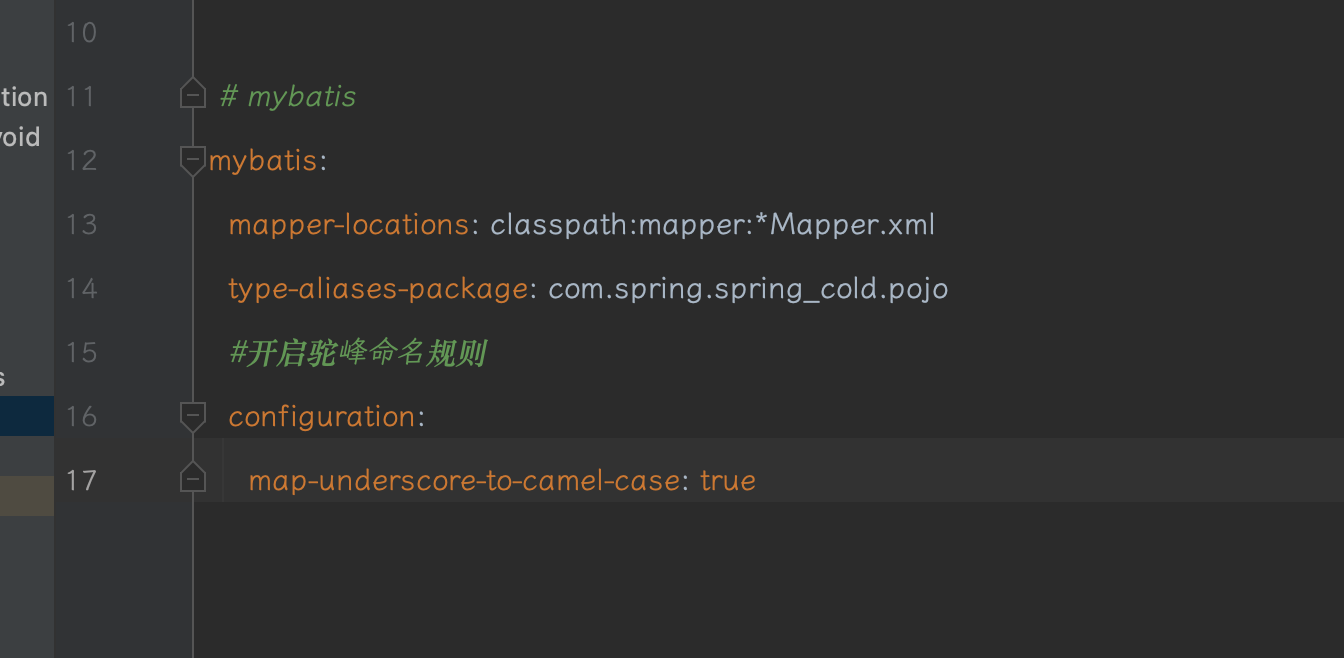 10
tion 11 # mybatis
void
12 mybatis:
13 mapper-locations: classpath:mapper:*Mapper.xml
14 type-aliases-package: com.spring.spring_cold.pojo
15 #开启驼峰命名规则
s
16 configuration:
17 map-underscore-to-camel-case: true